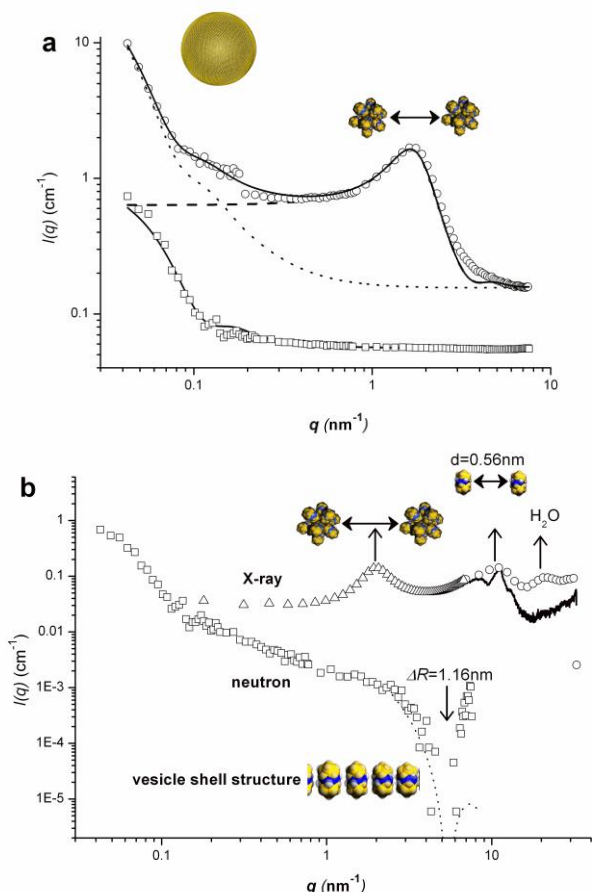 a
10
1
0.1
I(q) (cm⁻¹)
0.1
1
10
q (nm⁻¹)
b
d=0.56nm
H₂O
1
X-ray
0.1
I(q) (cm⁻¹)
0.01
neutron
ΔR=1.16nm
1E-3
1E-4
vesicle shell structure
1E-5
0.1
1
10
q (nm⁻¹)